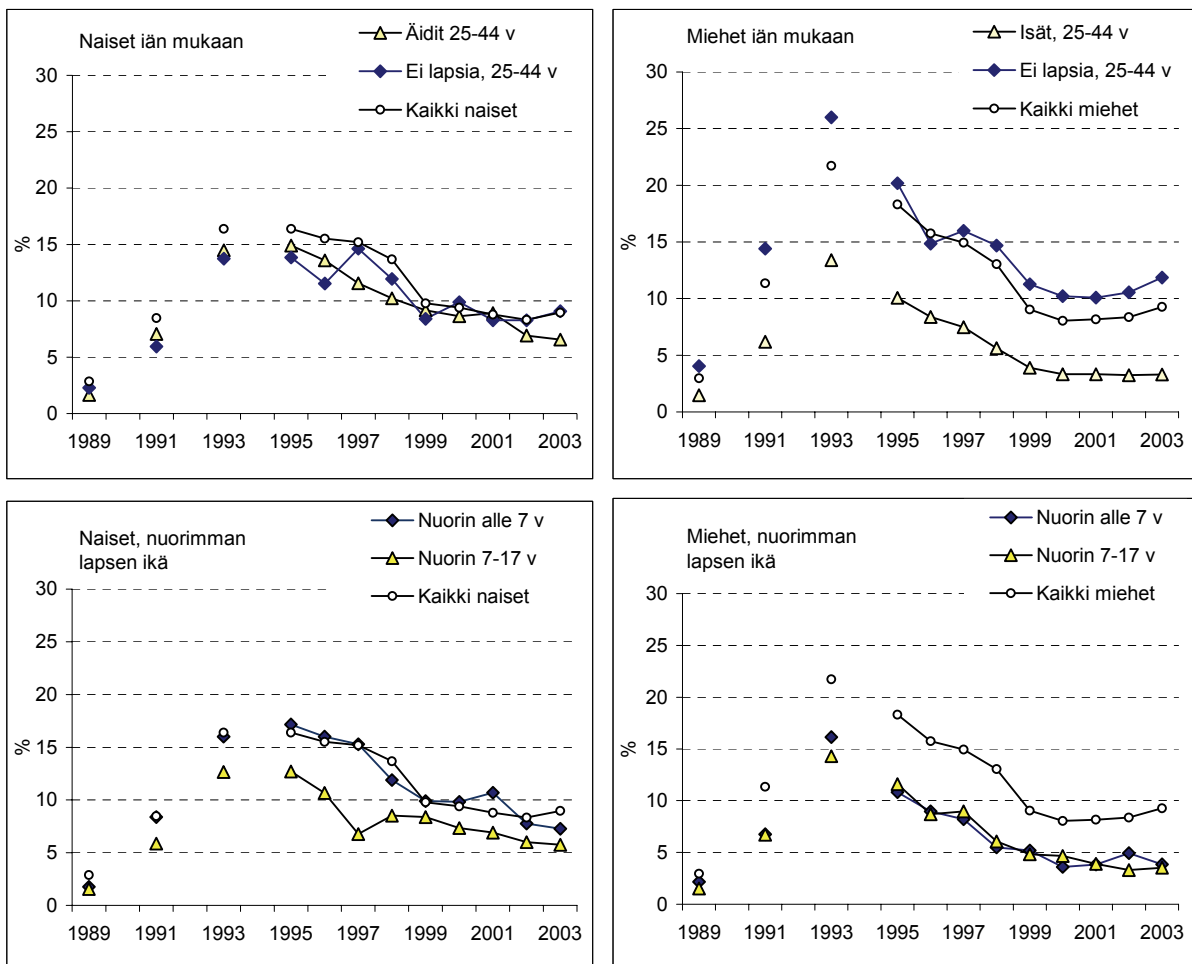 Naiset iän mukaan
Äidit 25-44 v
Ei lapsia, 25-44 v
Kaikki naiset
30
25
20
15
10
5
0
%
1989 1991 1993 1995 1997 1999 2001 2003
Miehet iän mukaan
Isät, 25-44 v
Ei lapsia, 25-44 v
Kaikki miehet
30
25
20
15
10
5
0
%
1989 1991 1993 1995 1997 1999 2001 2003
Naiset, nuorimman
lapsen ikä
Nuorin alle 7 v
Nuorin 7-17 v
Kaikki naiset
30
25
20
15
10
5
0
%
1989 1991 1993 1995 1997 1999 2001 2003
Miehet, nuorimman
lapsen ikä
Nuorin alle 7 v
Nuorin 7-17 v
Kaikki miehet
30
25
20
15
10
5
0
%
1989 1991 1993 1995 1997 1999 2001 2003